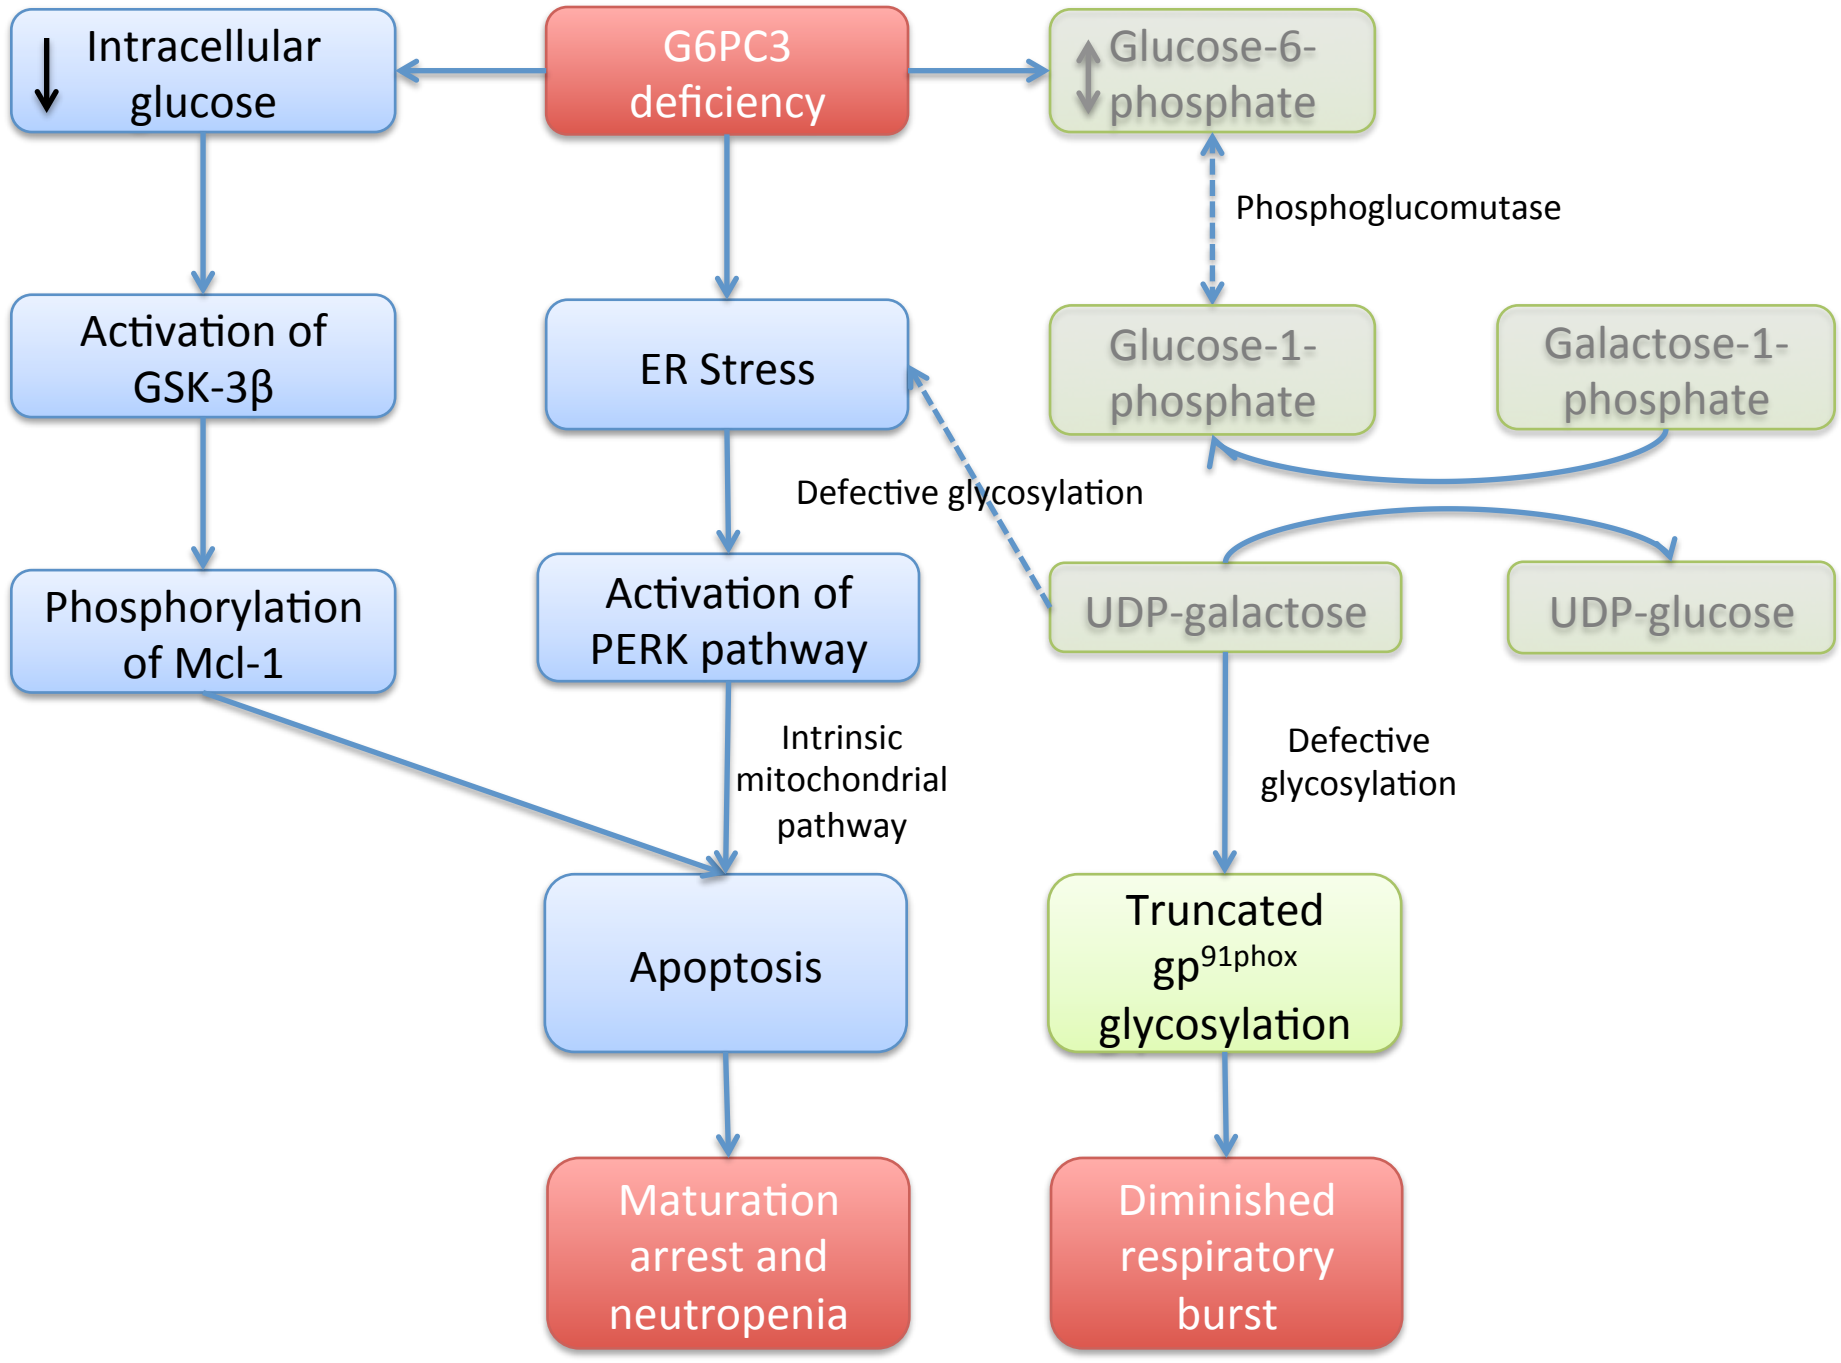 Intracellular
glucose
G6PC3
deficiency
Glucose-6-
phosphate
Phosphoglucomutase
Activation of
GSK-3β
ER Stress
Glucose-1-
phosphate
Galactose-1-
phosphate
Defective glycosylation
Phosphorylation
of Mcl-1
Activation of
PERK pathway
UDP-galactose
UDP-glucose
Intrinsic
mitochondrial
pathway
Defective
glycosylation
Apoptosis
Truncated
gp91phox
glycosylation
Maturation
arrest and
neutropenia
Diminished
respiratory
burst